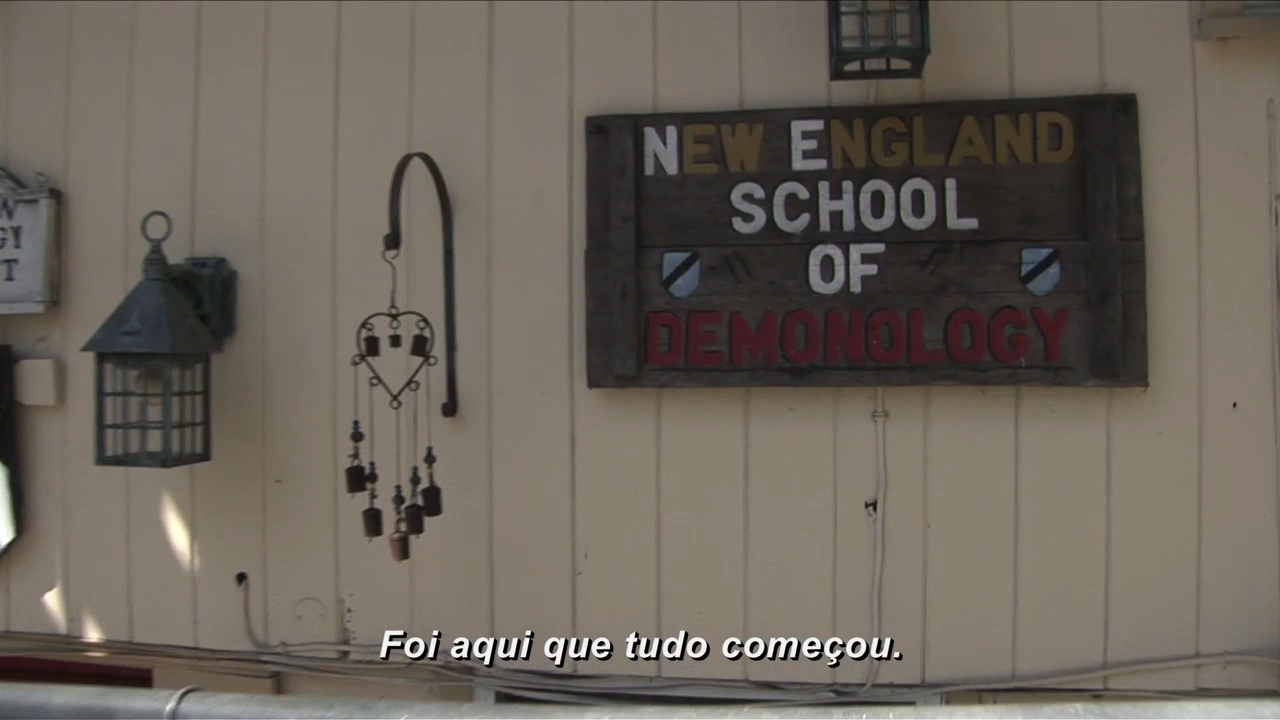 NEW ENGLAND
SCHOOL
OF
DEMONOLOGY
Foi aqui que tudo começou.